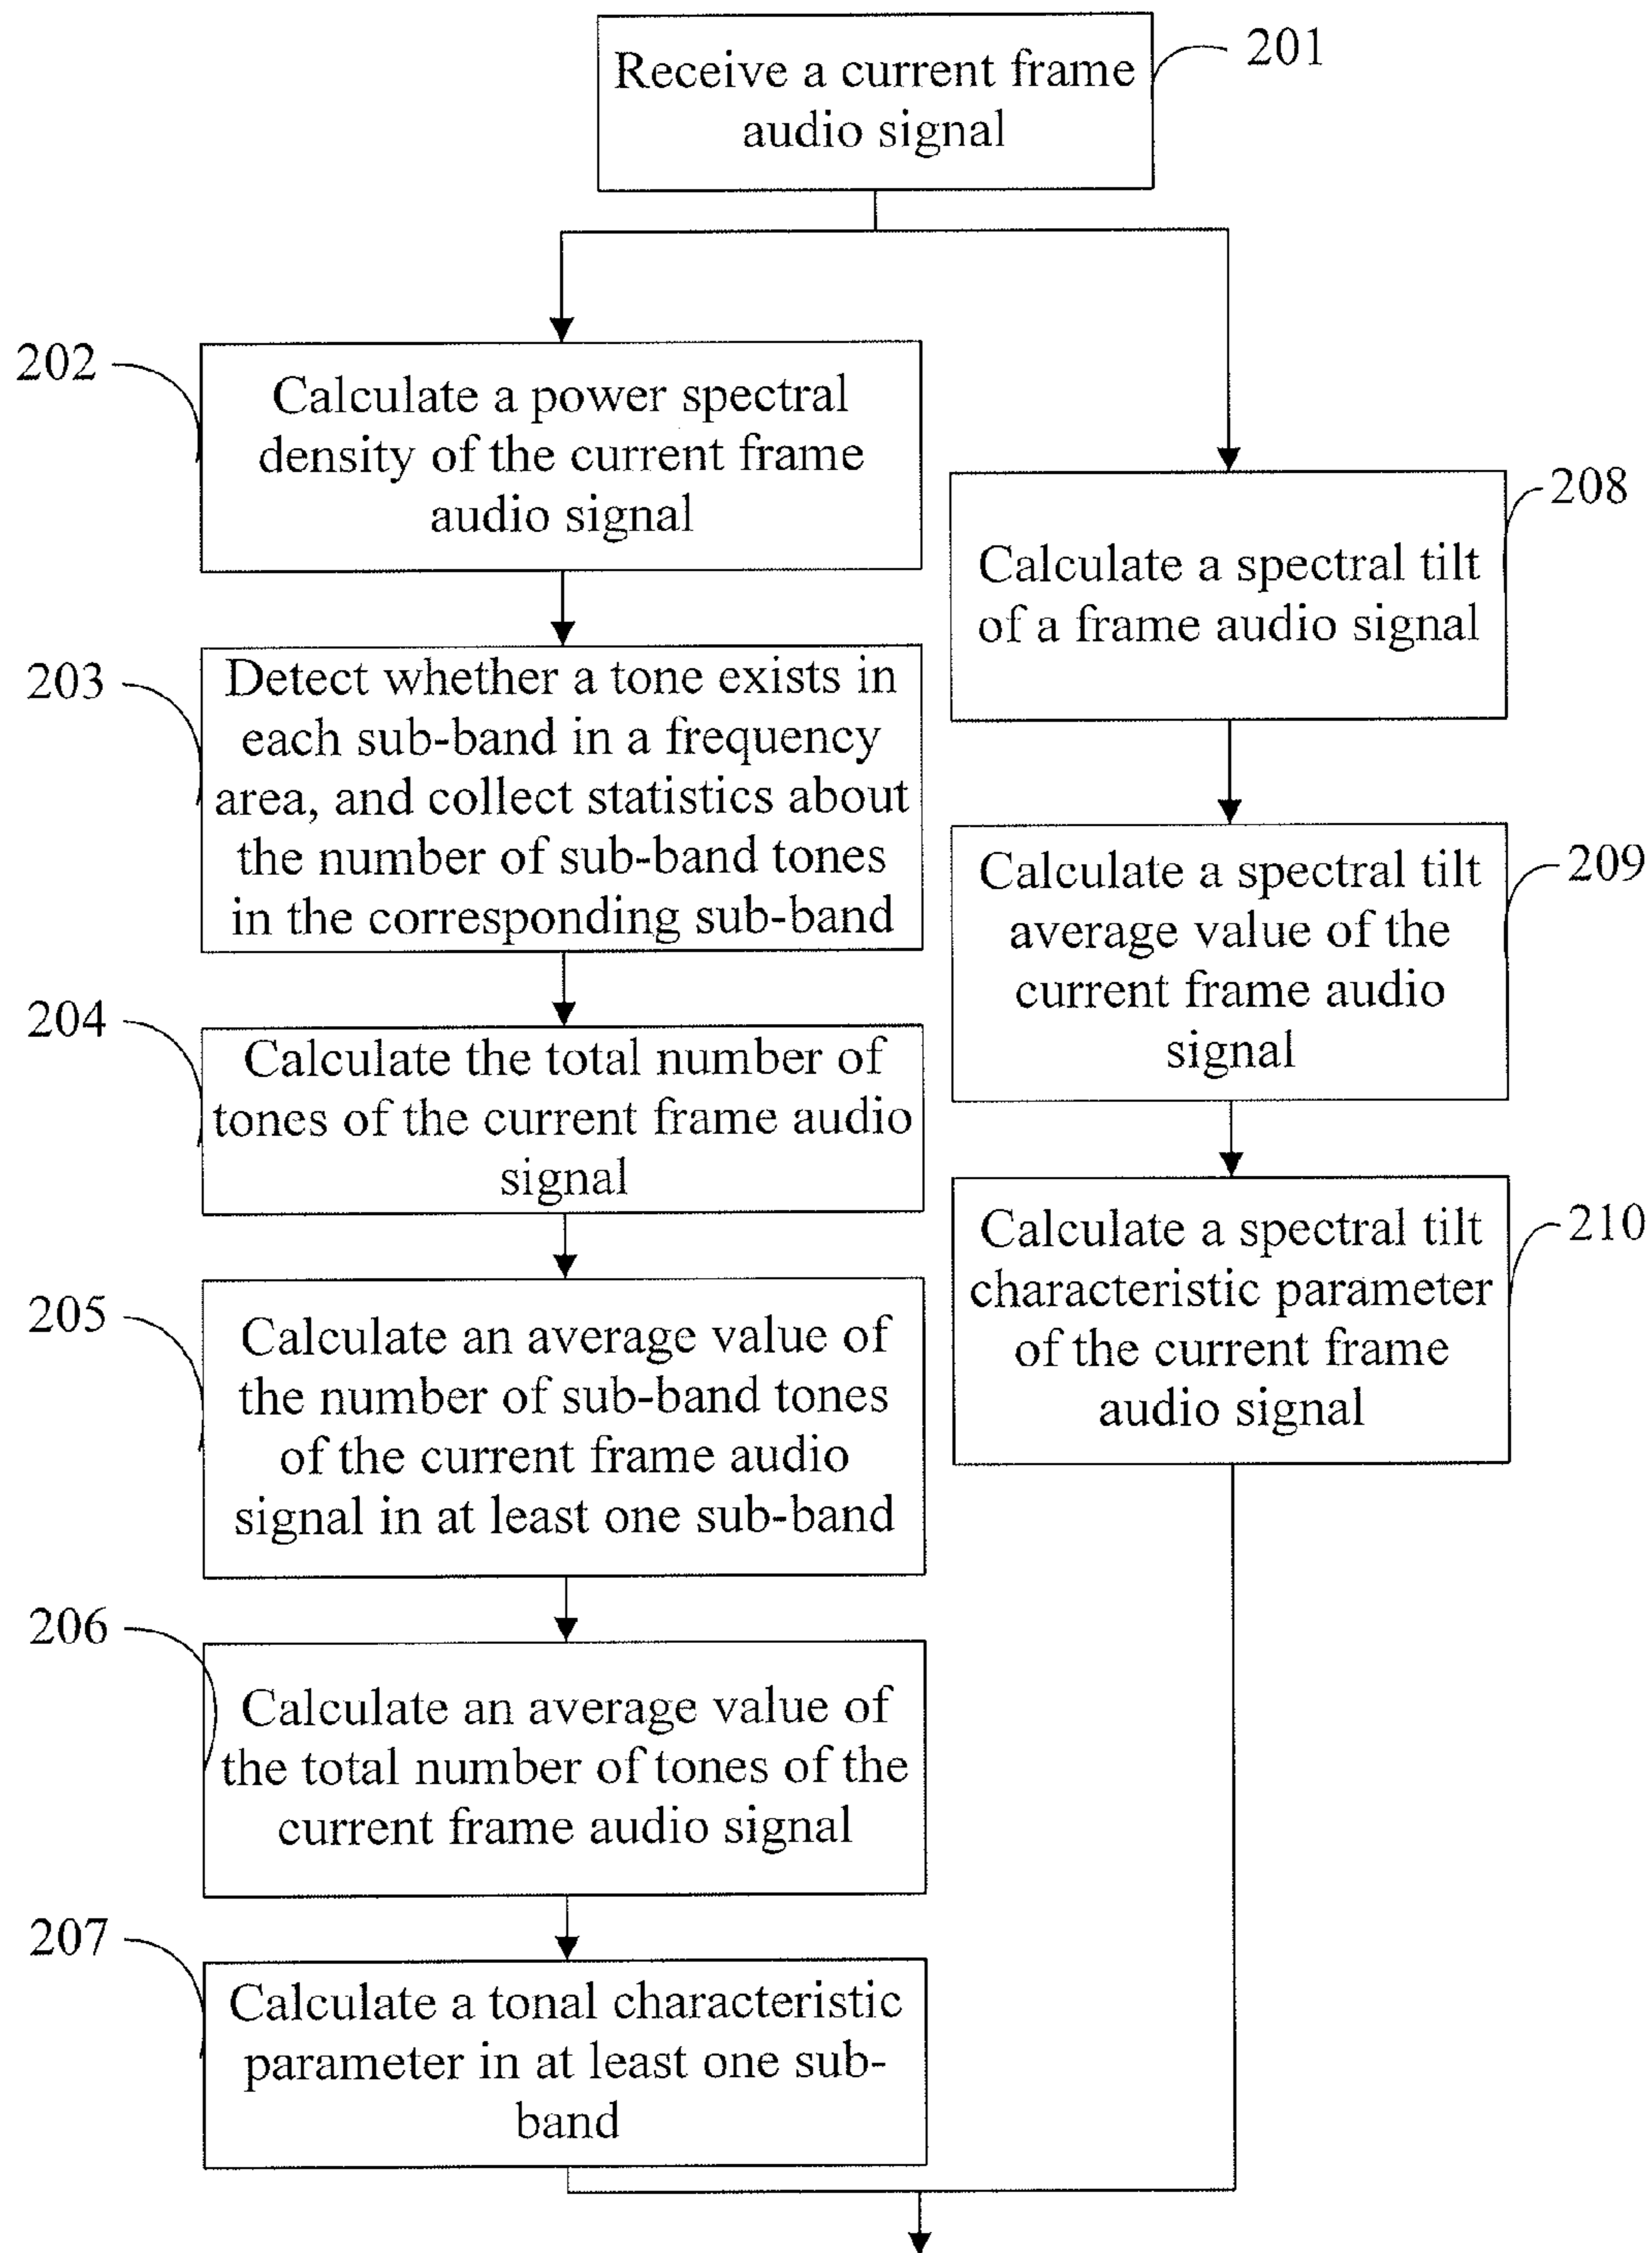 Receive a current frame
audio signal
201
202
Calculate a power spectral
density of the current frame
audio signal
203
Detect whether a tone exists in
each sub-band in a frequency
area, and collect statistics about
the number of sub-band tones
in the corresponding sub-band
204
Calculate the total number of
tones of the current frame audio
signal
205
Calculate an average value of
the number of sub-band tones
of the current frame audio
signal in at least one sub-band
206
Calculate an average value of
the total number of tones of the
current frame audio signal
207
Calculate a tonal characteristic
parameter in at least one sub-
band
208
Calculate a spectral tilt
of a frame audio signal
209
Calculate a spectral tilt
average value of the
current frame audio
signal
210
Calculate a spectral tilt
characteristic parameter
of the current frame
audio signal